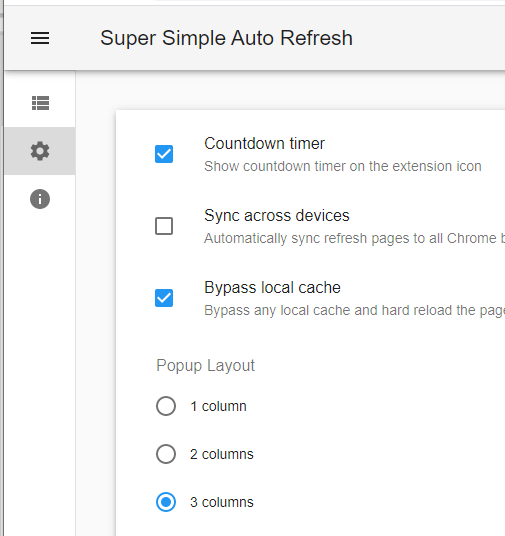 Super Simple Auto Refresh
Countdown timer
Show countdown timer on the extension icon
Sync across devices
Automatically sync refresh pages to all Chrome
Bypass local cache
Bypass any local cache and hard reload the page
Popup Layout
1 column
2 columns
3 columns